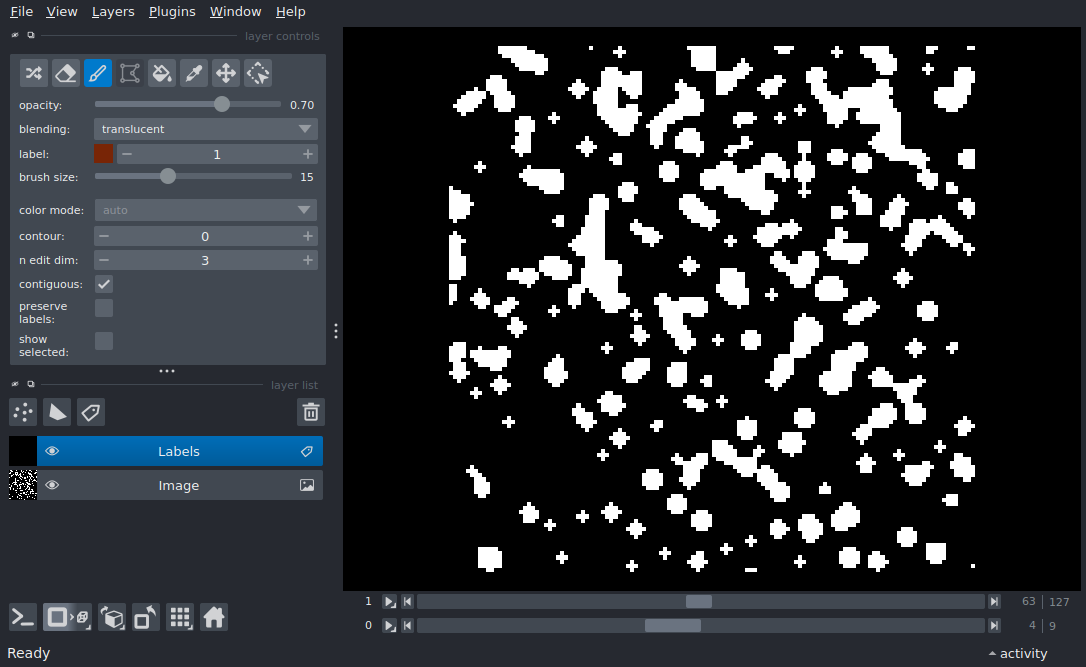 File View Layers Plugins Window Help
layer controls
opacity: 0.70
blending: translucent
label: 1
brush size: 15
color mode: auto
contour: 0
n edit dim: 3
contiguous:
preserve
labels:
show
selected:
layer list
Labels
Image
1 63 | 127
0 4 | 9
Ready
activity